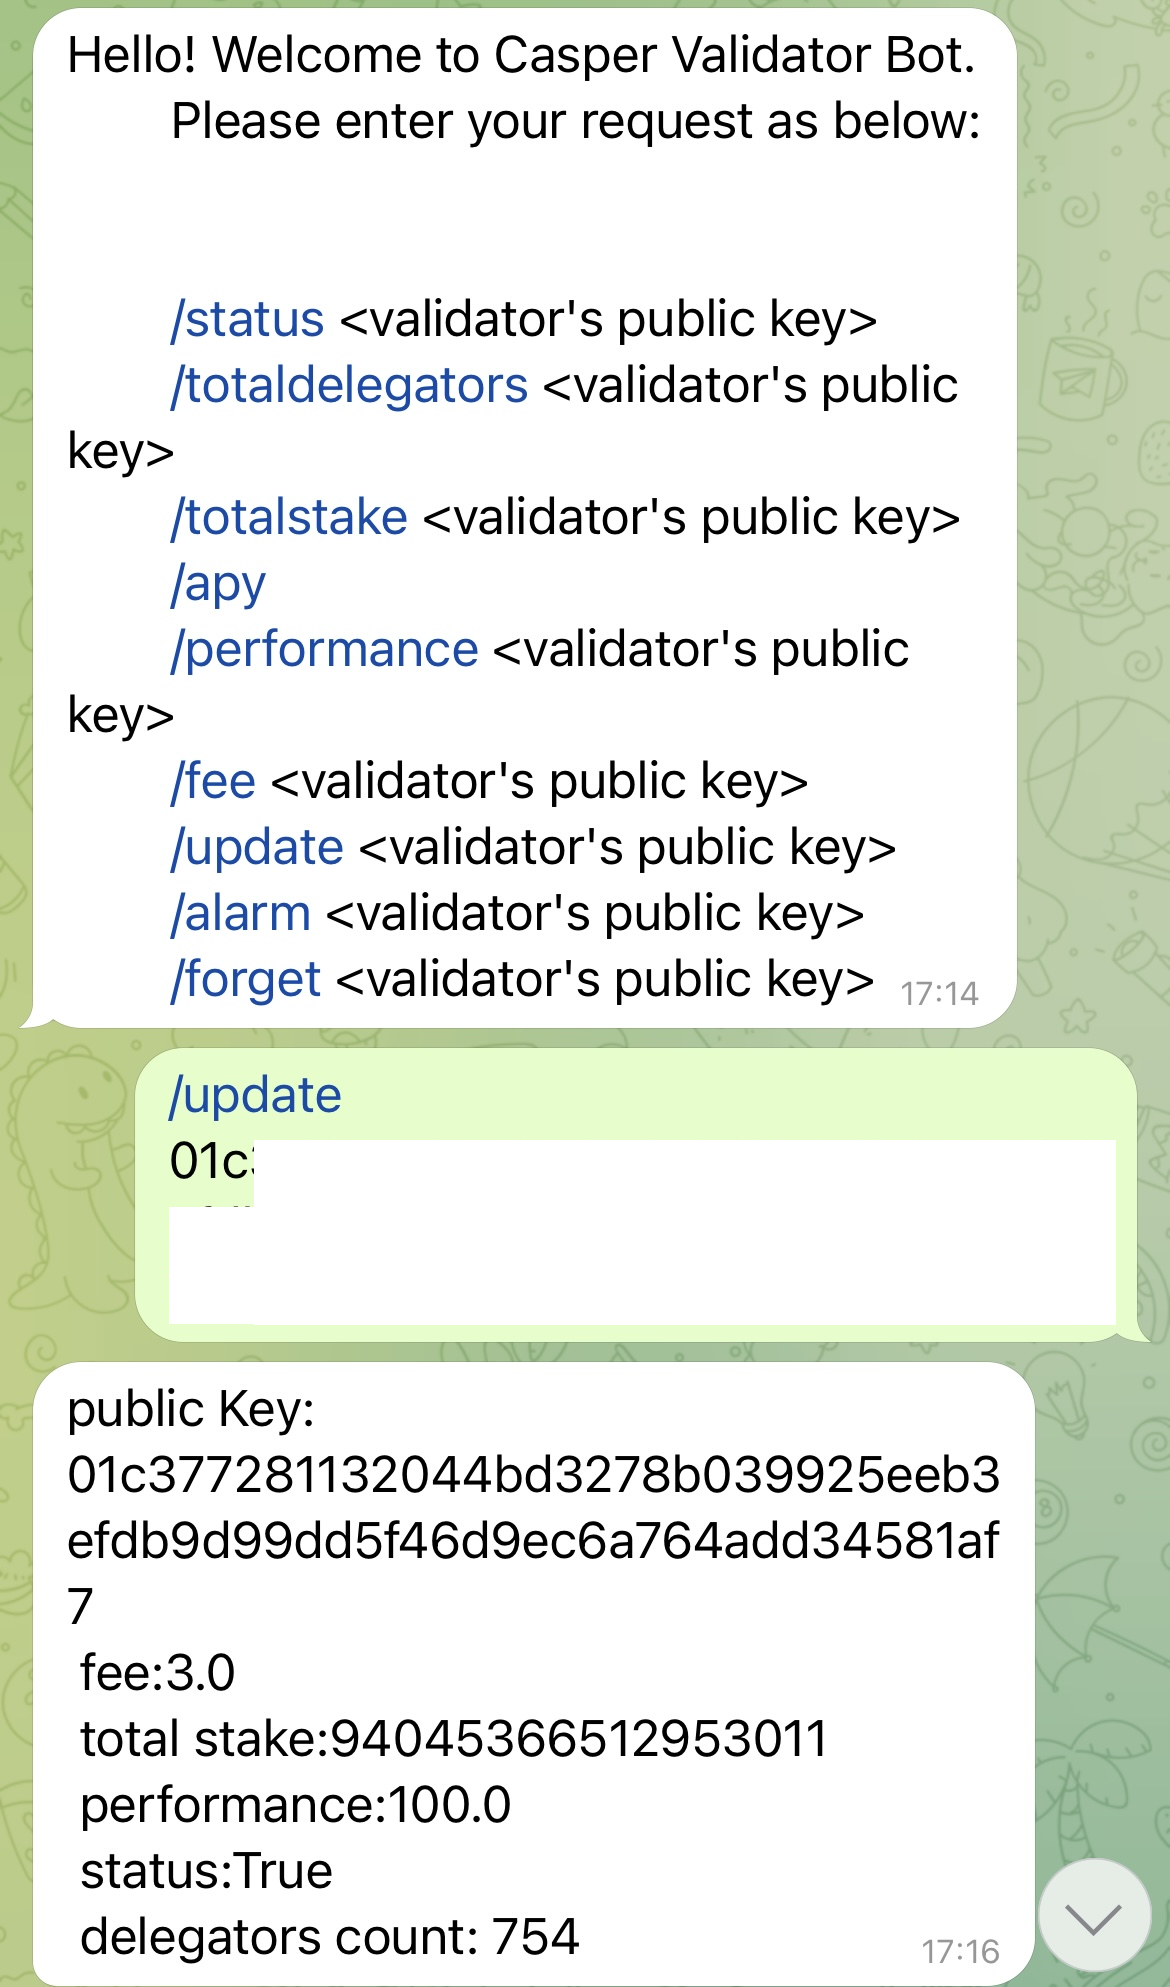 Hello! Welcome to Casper Validator Bot.
Please enter your request as below:
/status <validator's public key>
/totaldelegators <validator's public
key>
/totalstake <validator's public key>
/apy
/performance <validator's public
key>
/fee <validator's public key>
/update <validator's public key>
/alarm <validator's public key>
/forget <validator's public key> 17:14
/update
01c
public Key:
01c377281132044bd3278b039925eeb3
efdb9d99dd5f46d9ec6a764add34581af
7
fee:3.0
total stake:94045366512953011
performance:100.0
status:True
delegators count: 754 17:16